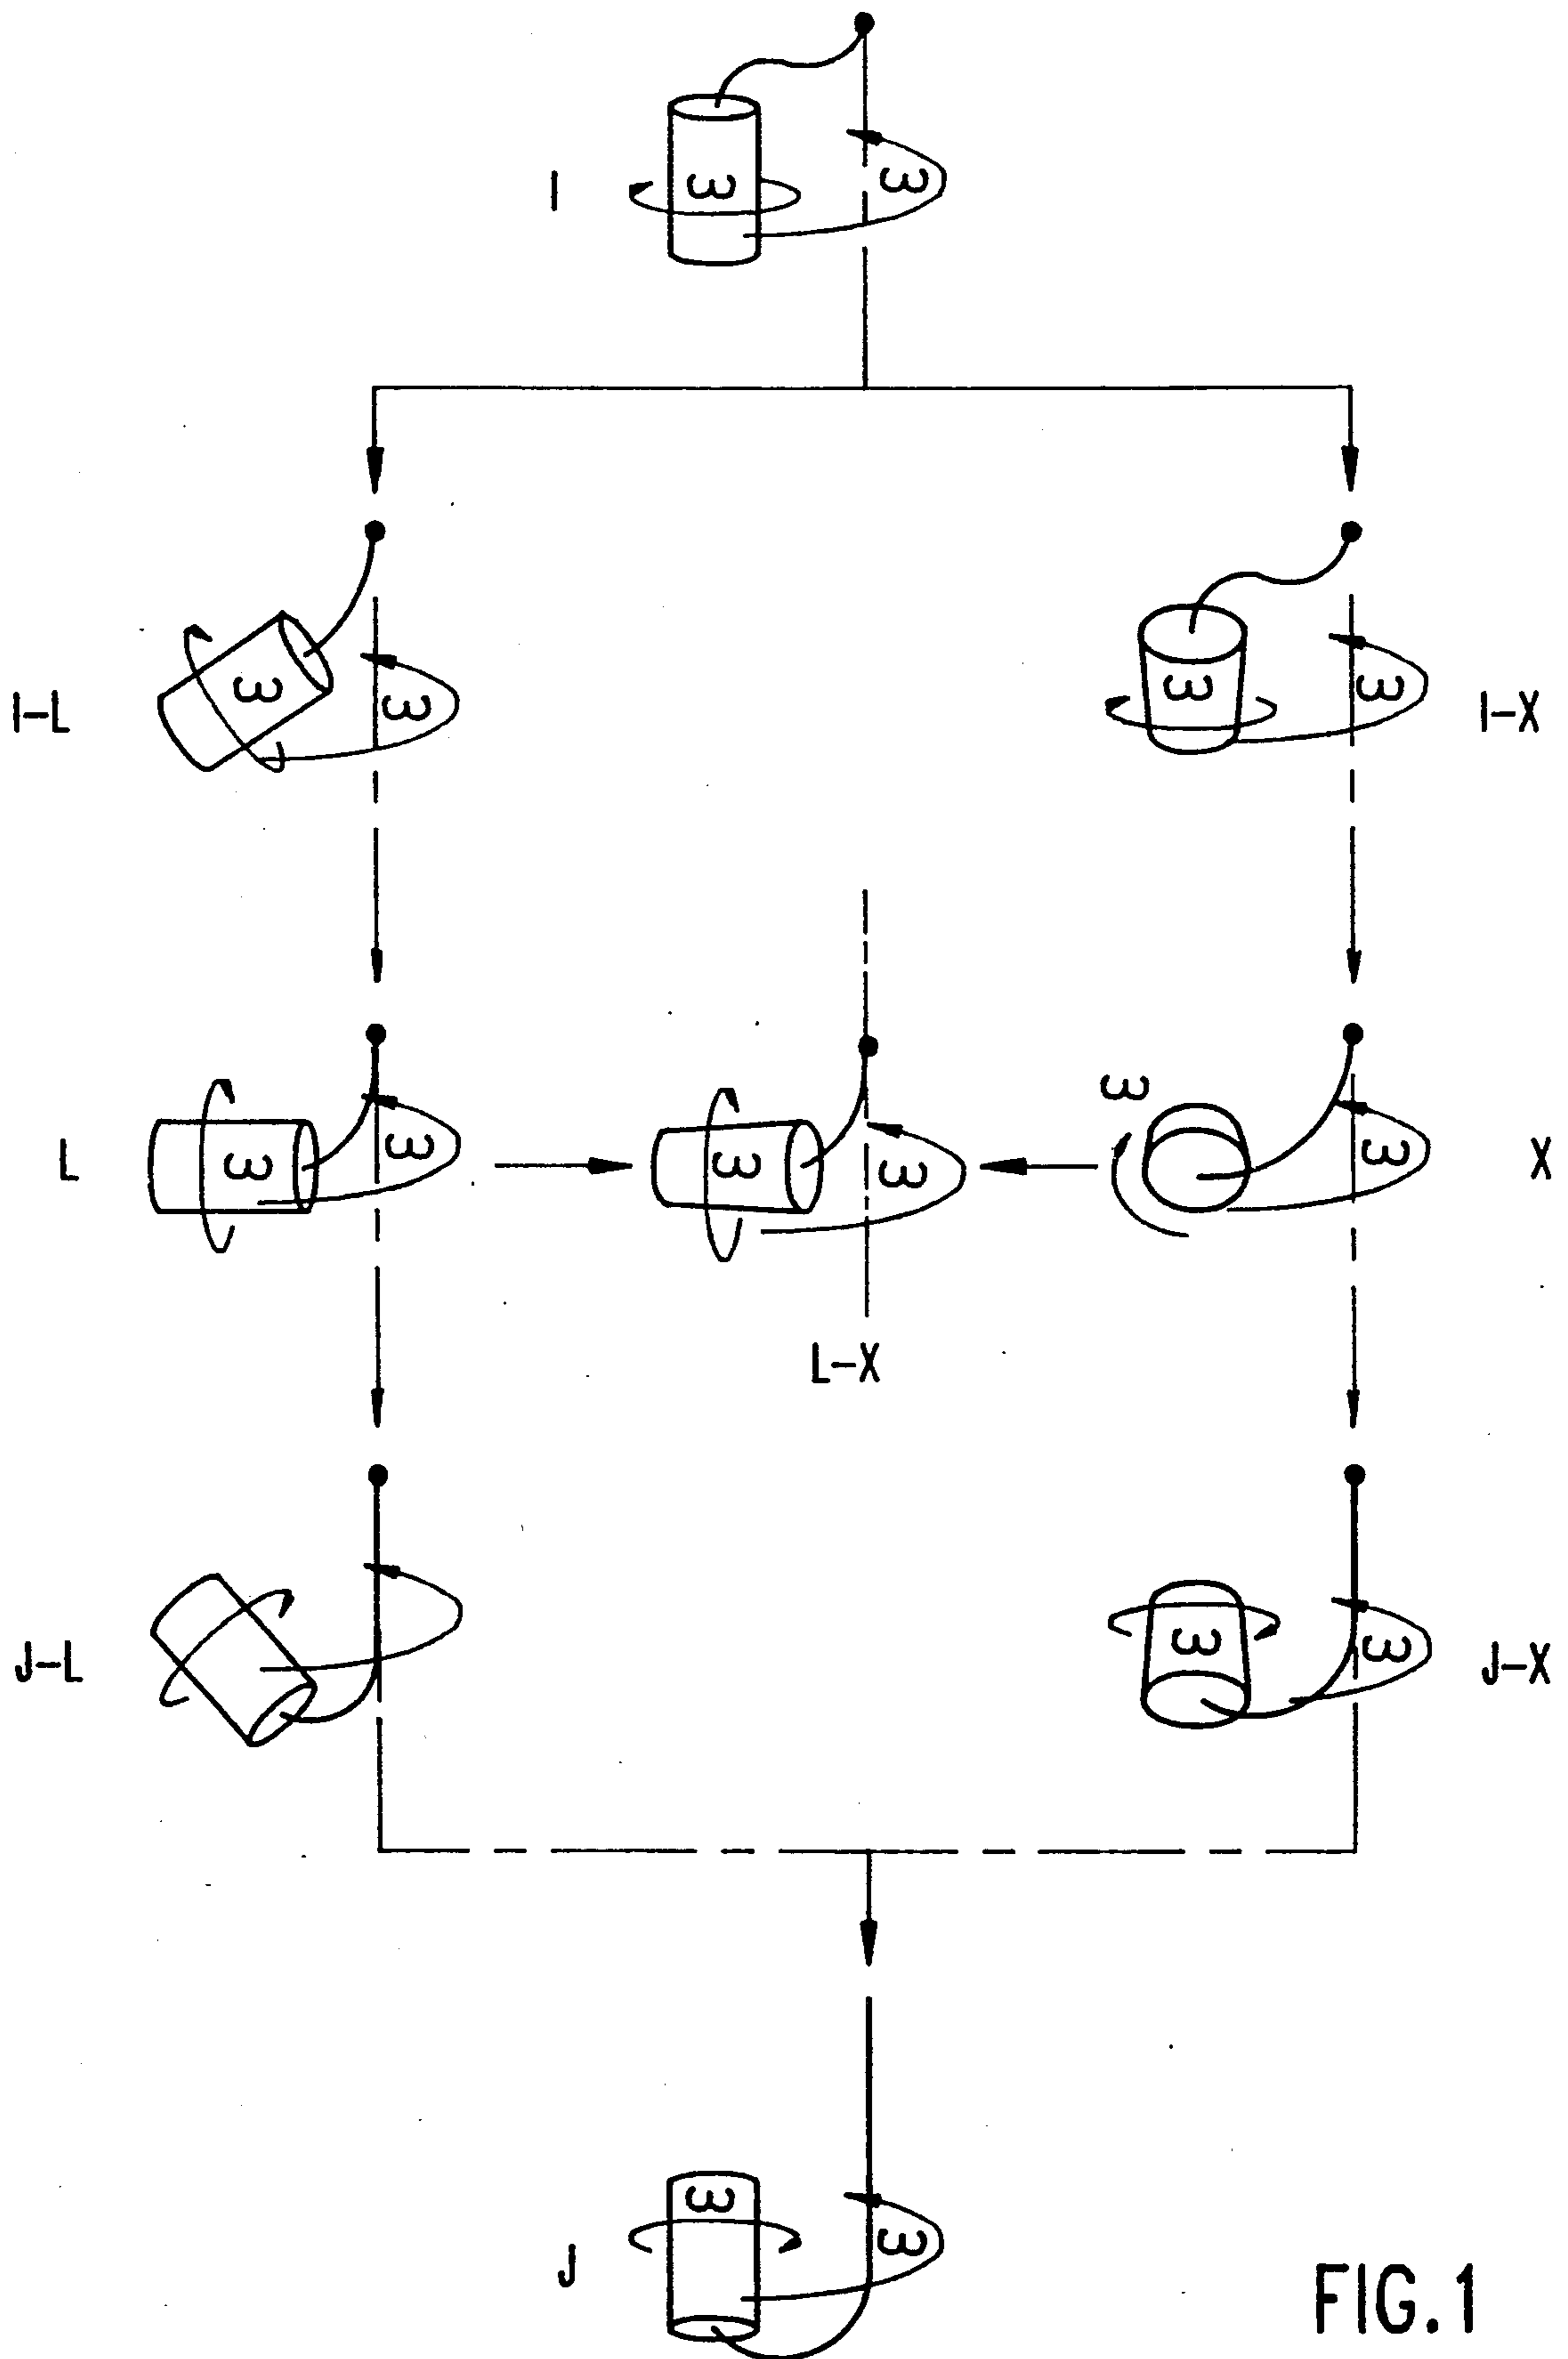 I ω ω
I-L ω ω ω ω I-X
ω
L ω ω ω ω ω X
L-X
J-L ω ω J-X
ω
J ω
FIG.1